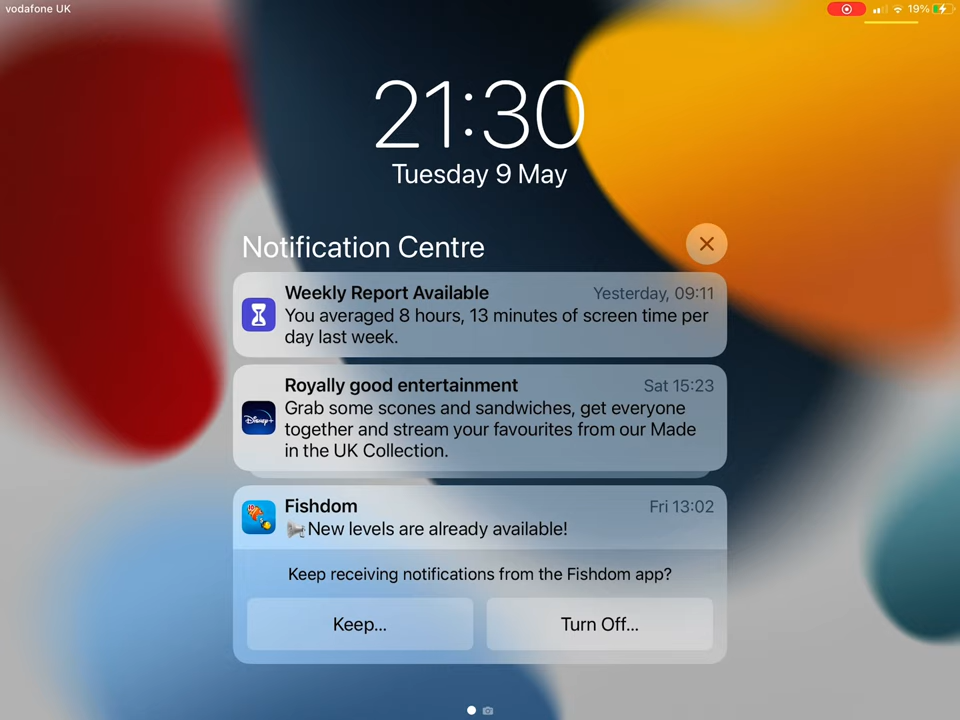 vodafone UK
19%
21:30
Tuesday 9 May
Notification Centre
Weekly Report Available
Yesterday, 09:11
You averaged 8 hours, 13 minutes of screen time per
day last week.
Royally good entertainment
Sat 15:23
Disney+
Grab some scones and sandwiches, get everyone
together and stream your favourites from our Made
in the UK Collection.
Fishdom
Fri 13:02
New levels are already available!
Keep receiving notifications from the Fishdom app?
Keep...
Turn Off...